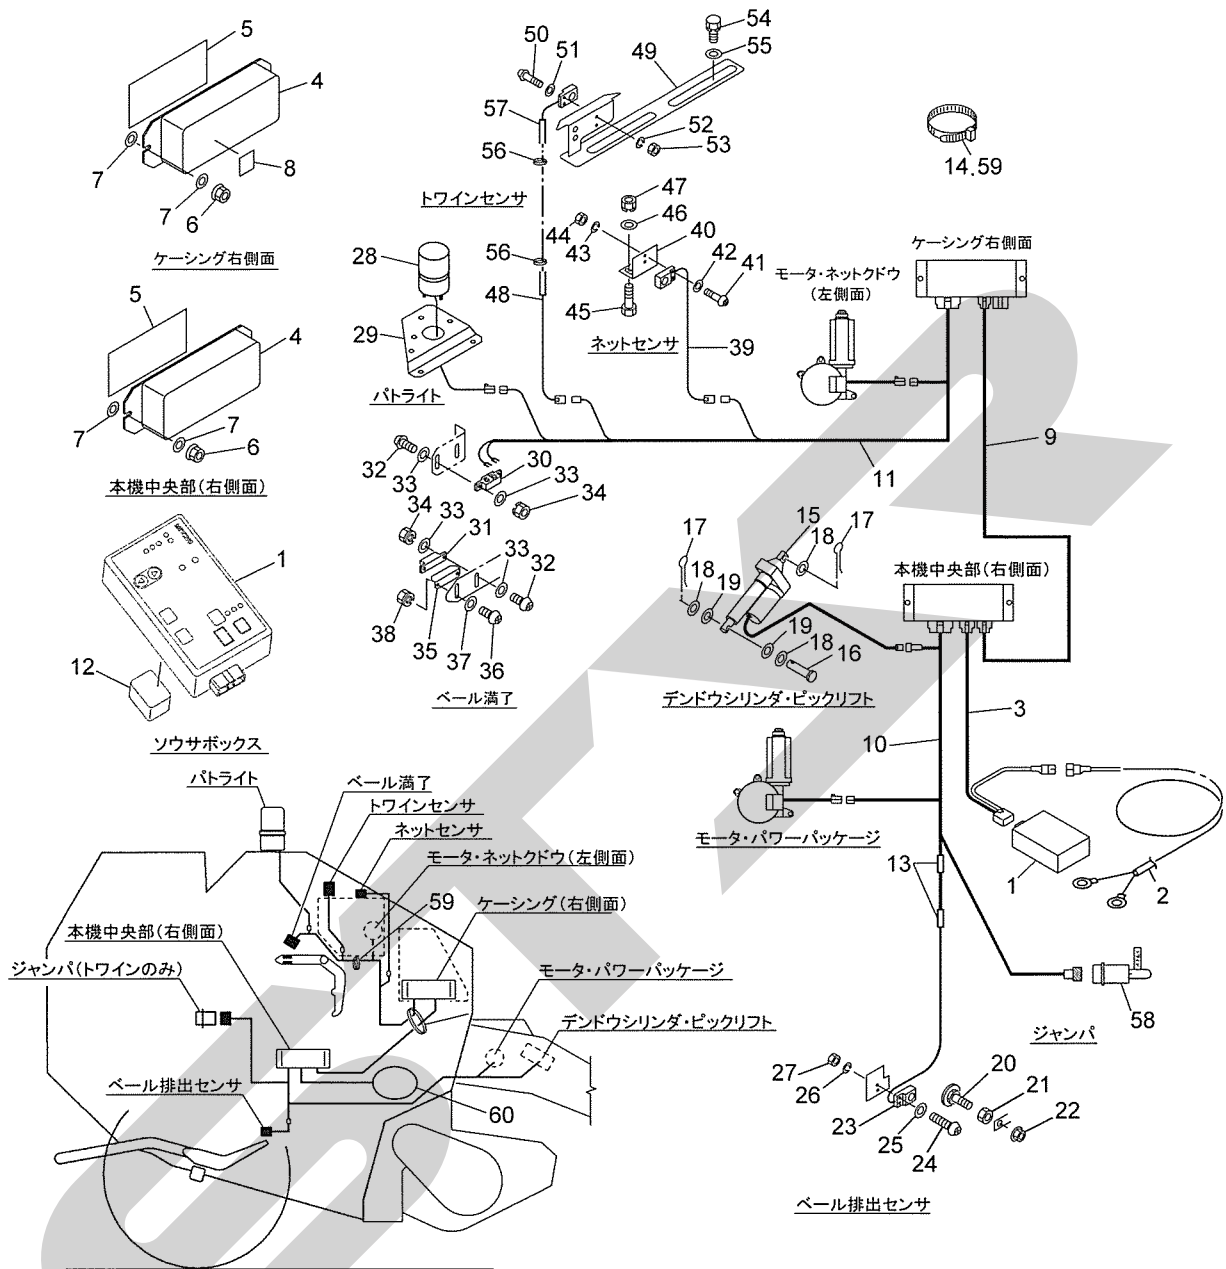 5
4
7
8
7
6
ケーシング右側面
5
4
7
7
6
本機中央部(右側面)
1
12
ソウサボックス
50
51
49
54
55
57
56
52
53
トワインセンサ
56
48
28
29
パトライト
47
46
44
43
40
42
41
45
ネットセンサ
39
14,59
ケーシング右側面
モータ・ネットクドウ
(左側面)
9
11
32
33
30
33
34
34
33
31
33
32
38
35
37
36
ベール満了
17
15
17
18
18
19
19
18
16
デンドウシリンダ・ピックリフト
本機中央部(右側面)
3
10
モータ・パワーパッケージ
13
1
2
58
ジャンパ
27
26
23
25
24
20
21
22
ベール排出センサ
パトライト
ベール満了
トワインセンサ
ネットセンサ
モータ・ネットクドウ(左側面)
59
ケーシング(右側面)
本機中央部(右側面)
ジャンパ(トワインのみ)
モータ・パワーパッケージ
デンドウシリンダ・ピックリフト
ベール排出センサ
60